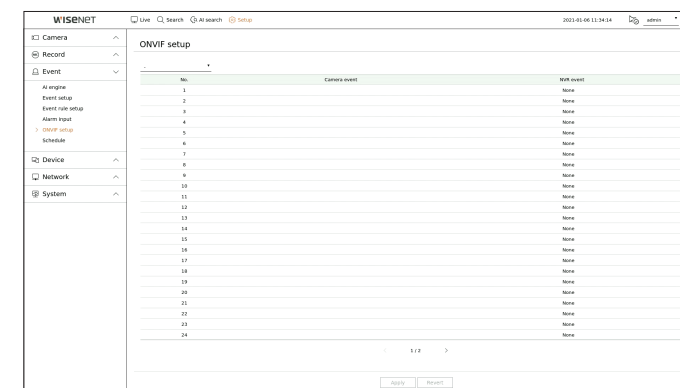 WISENET Live Search AI search Setup 2021-01-06 11:34:14 admin
Camera
Record
Event
AI engine
Event setup
Event rule setup
Alarm input
ONVIF setup
Schedule
Device
Network
System
ONVIF setup
-
No. Camera event NVR event
1 None
2 None
3 None
4 None
5 None
6 None
7 None
8 None
9 None
10 None
11 None
12 None
13 None
14 None
15 None
16 None
17 None
18 None
19 None
20 None
21 None
22 None
23 None
24 None
1 / 2
Apply Revert